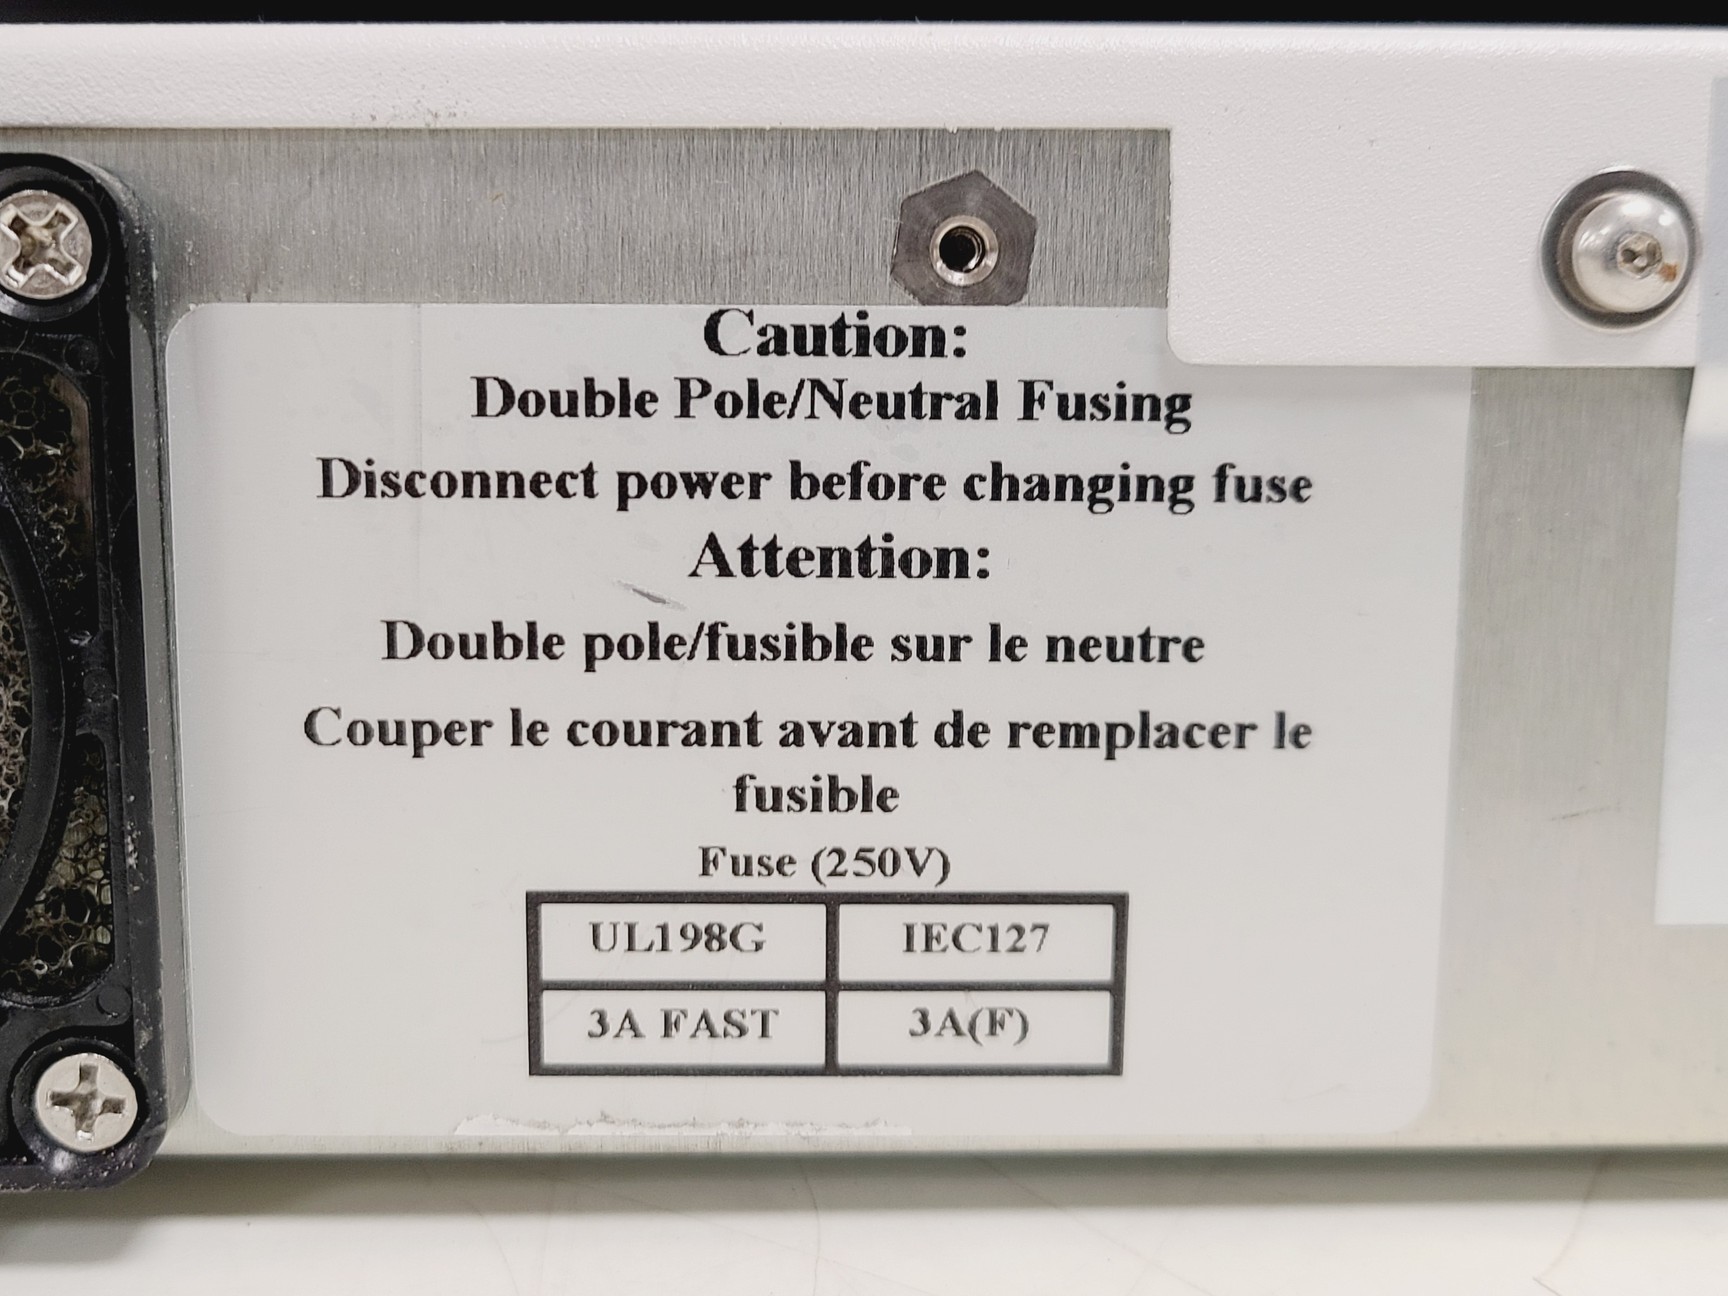 Caution:
Double Pole/Neutral Fusing
Disconnect power before changing fuse
Attention:
Double pole/fusible sur le neutre
Couper le courant avant de remplacer le
fusible
Fuse (250V)
UL198G IEC127
3A FAST 3A(F)